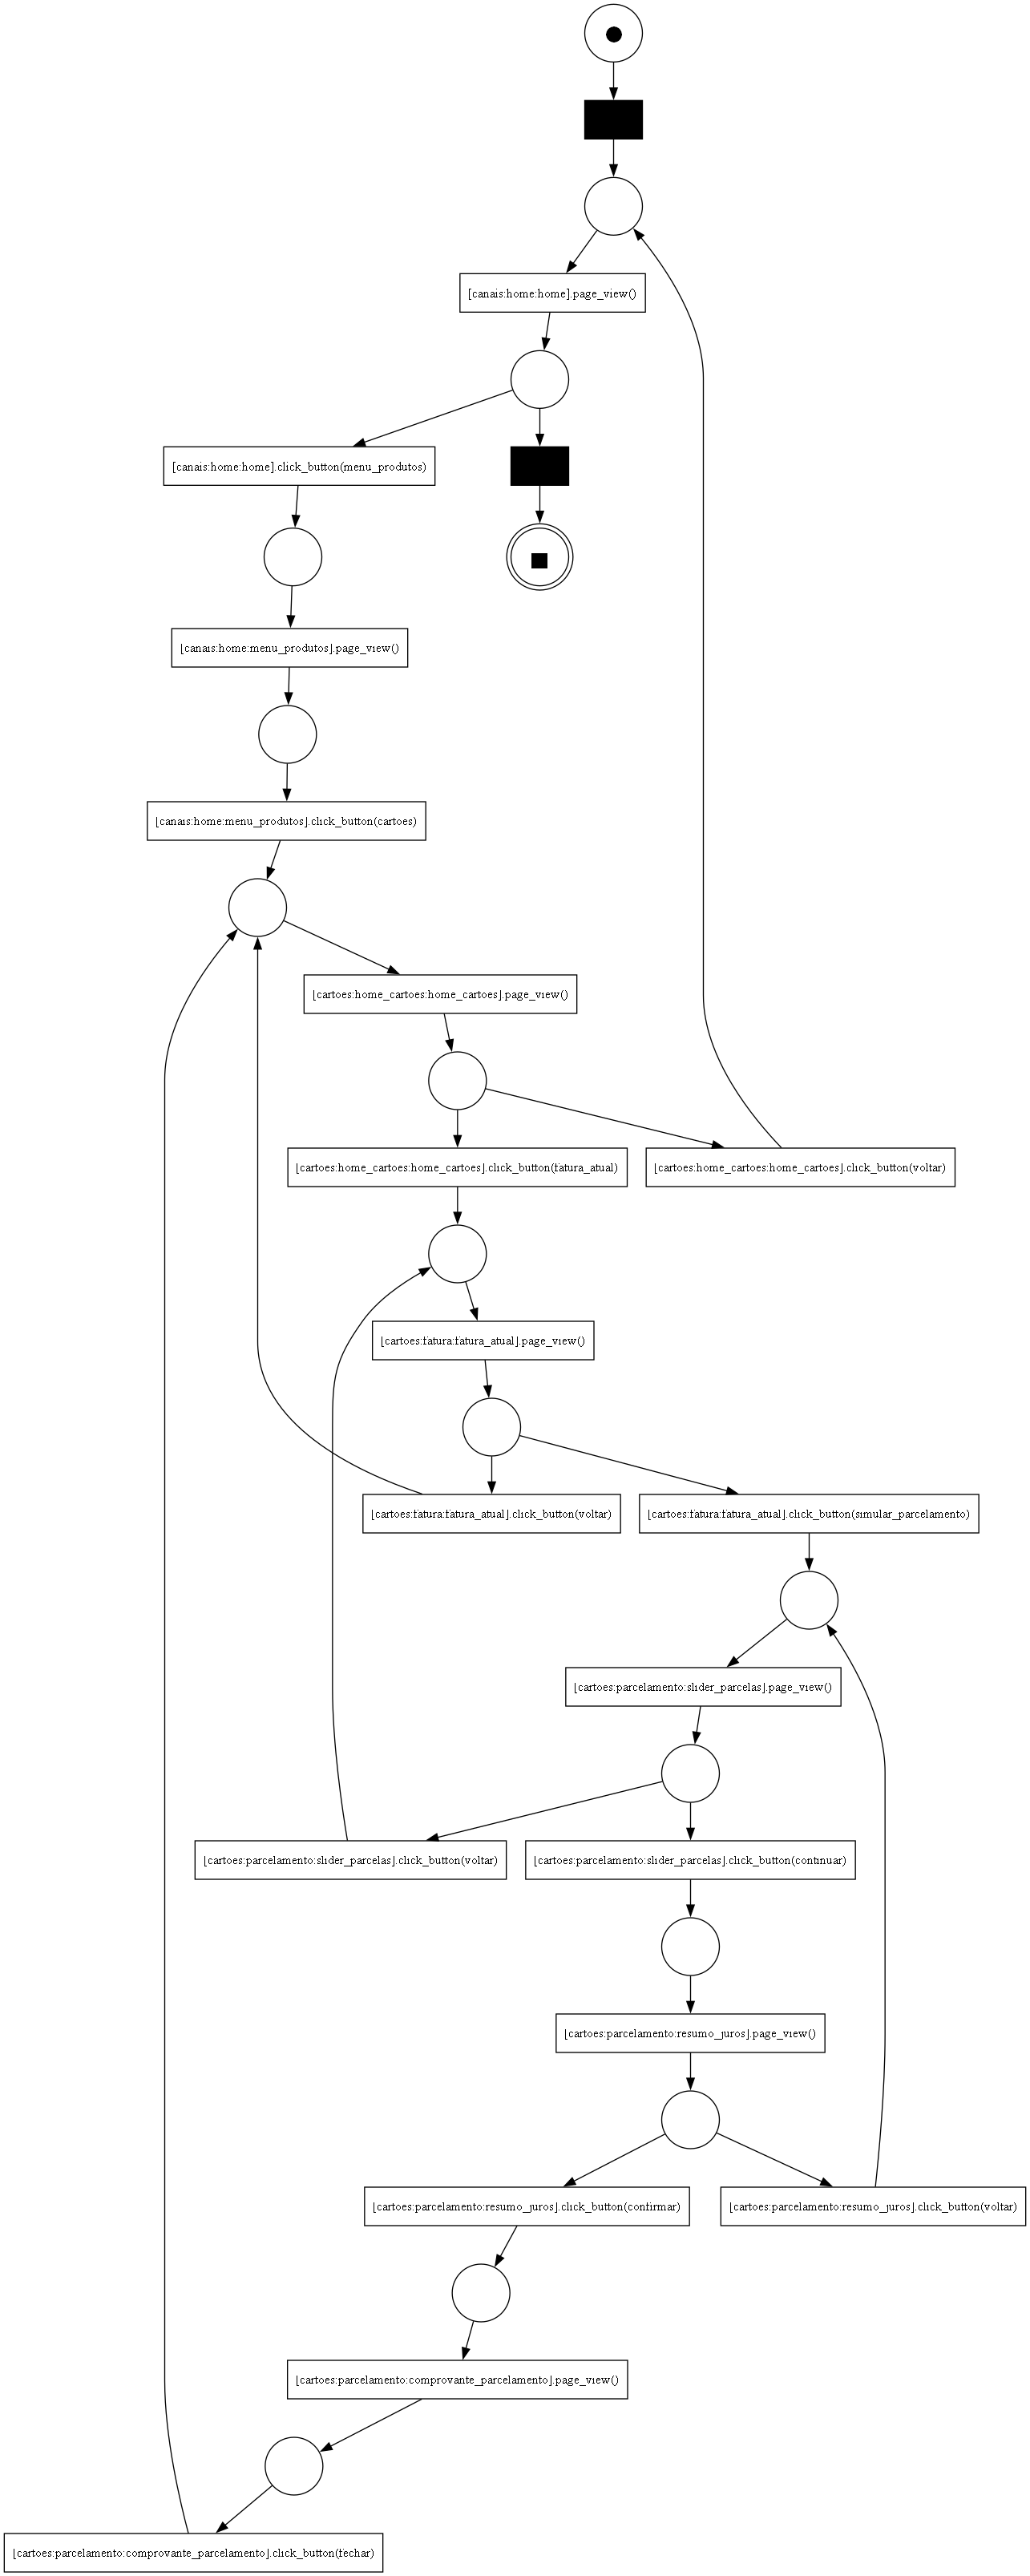 [canais:home:home].page_view()
[canais:home:home].click_button(menu_produtos)
[canais:home:menu_produtos].page_view()
[canais:home:menu_produtos].click_button(cartoes)
[cartoes:home_cartoes:home_cartoes].page_view()
[cartoes:home_cartoes:home_cartoes].click_button(fatura_atual)
[cartoes:home_cartoes:home_cartoes].click_button(voltar)
[cartoes:fatura:fatura_atual].page_view()
[cartoes:fatura:fatura_atual].click_button(voltar)
[cartoes:fatura:fatura_atual].click_button(simular_parcelamento)
[cartoes:parcelamento:slider_parcelas].page_view()
[cartoes:parcelamento:slider_parcelas].click_button(voltar)
[cartoes:parcelamento:slider_parcelas].click_button(continuar)
[cartoes:parcelamento:resumo_juros].page_view()
[cartoes:parcelamento:resumo_juros].click_button(confirmar)
[cartoes:parcelamento:resumo_juros].click_button(voltar)
[cartoes:parcelamento:comprovante_parcelamento].page_view()
[cartoes:parcelamento:comprovante_parcelamento].click_button(fechar)